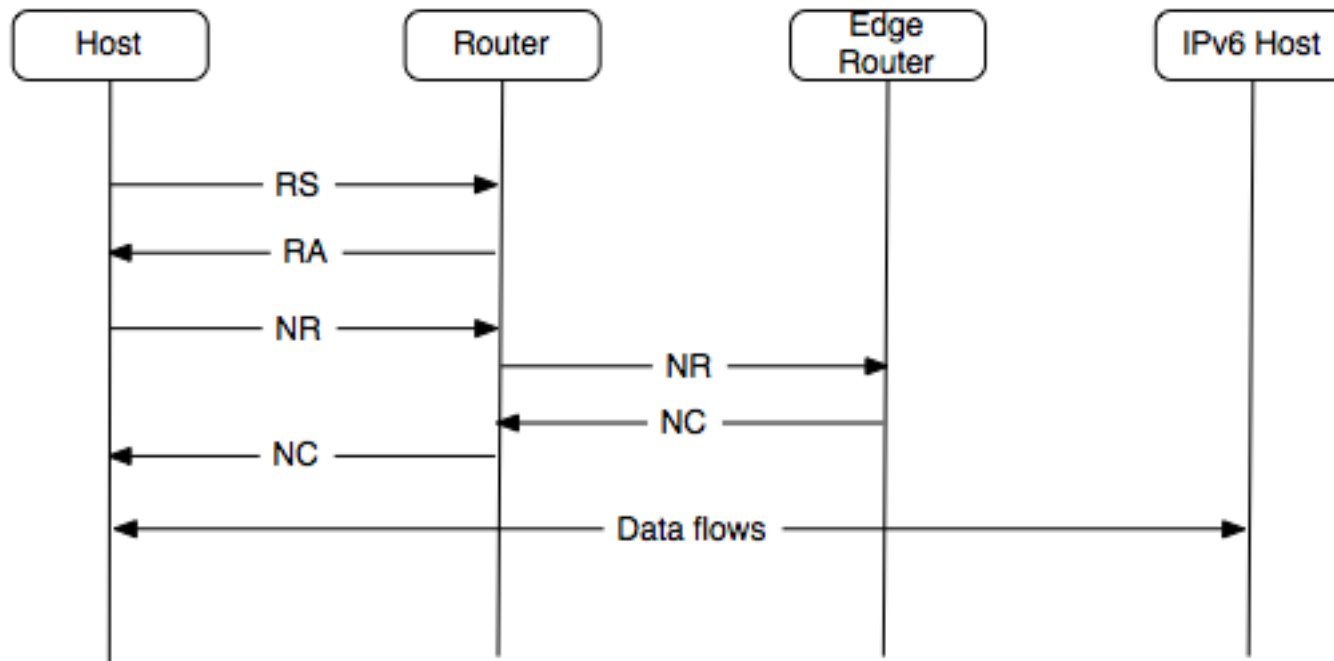 Host
Router
Edge
Router
IPv6 Host
RS
RA
NR
NR
NC
NC
Data flows